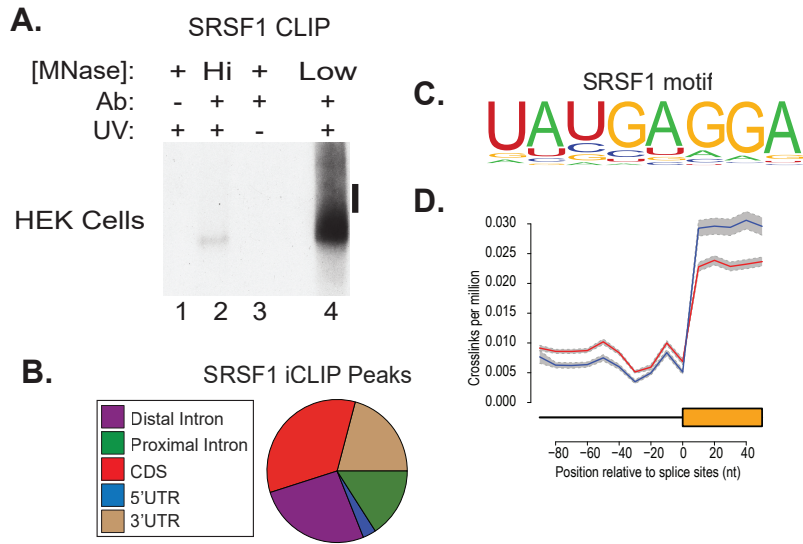 A.
SRSF1 CLIP
[MNase]: + Hi + Low
Ab: - + + +
UV: + + - +
HEK Cells
1 2 3 4
B.
SRSF1 iCLIP Peaks
Distal Intron
Proximal Intron
CDS
5'UTR
3'UTR
C.
SRSF1 motif
UAUGAGGA
D.
Crosslinks per million
0.030
0.025
0.020
0.015
0.010
0.005
0.000
−80 −60 −40 −20 0 20 40
Position relative to splice sites (nt)